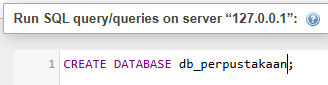 Run SQL query/queries on server “127.0.0.1”:
1 CREATE DATABASE db_perpustakaan;